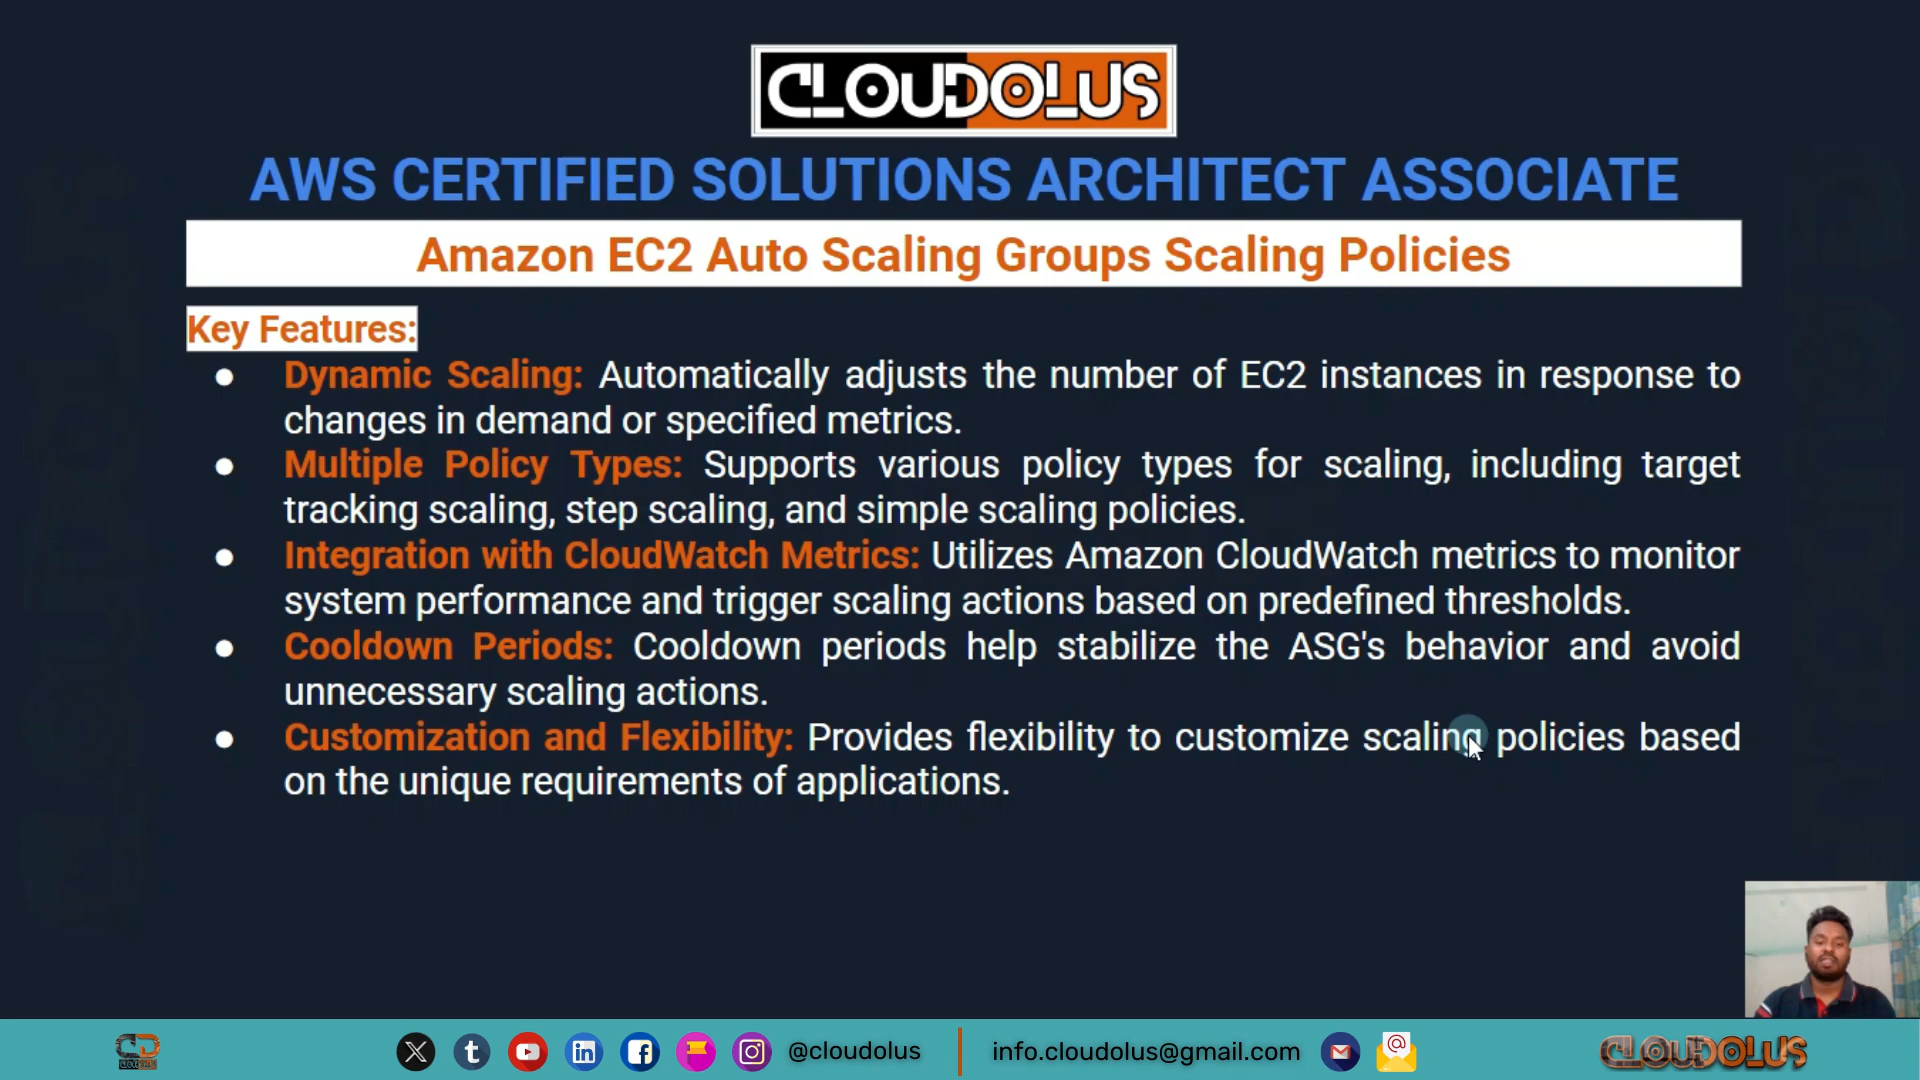 CLOUDOLUS
AWS CERTIFIED SOLUTIONS ARCHITECT ASSOCIATE
Amazon EC2 Auto Scaling Groups Scaling Policies
Key Features:
● Dynamic Scaling: Automatically adjusts the number of EC2 instances in response to
changes in demand or specified metrics.
● Multiple Policy Types: Supports various policy types for scaling, including target
tracking scaling, step scaling, and simple scaling policies.
● Integration with CloudWatch Metrics: Utilizes Amazon CloudWatch metrics to monitor
system performance and trigger scaling actions based on predefined thresholds.
● Cooldown Periods: Cooldown periods help stabilize the ASG's behavior and avoid
unnecessary scaling actions.
● Customization and Flexibility: Provides flexibility to customize scaling policies based
on the unique requirements of applications.
CD
CLOUDOLUS
@cloudolus
info.cloudolus@gmail.com
CLOUDOLUS